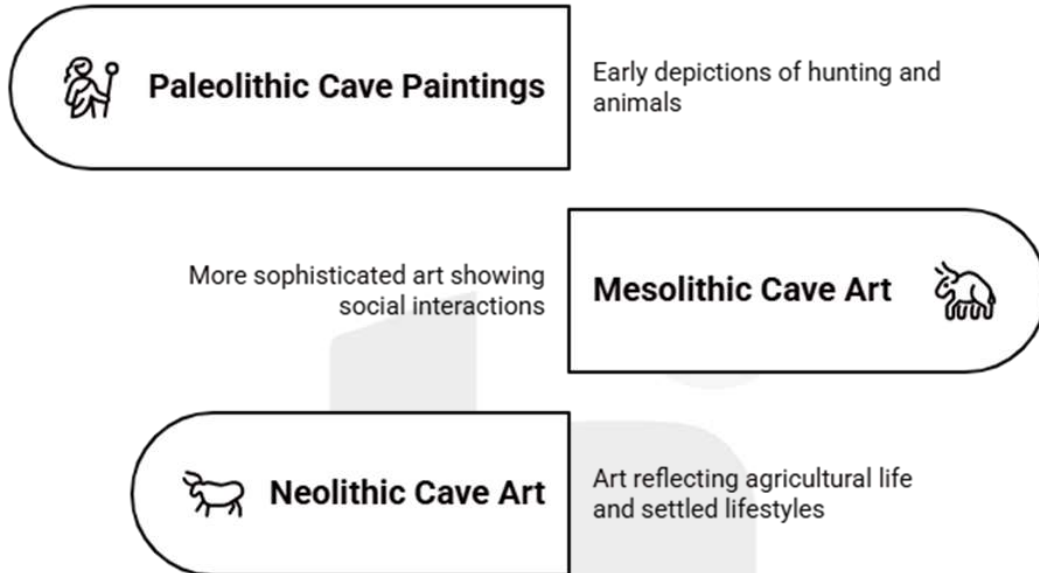 Paleolithic Cave Paintings
Early depictions of hunting and
animals
More sophisticated art showing
social interactions
Mesolithic Cave Art
Neolithic Cave Art
Art reflecting agricultural life
and settled lifestyles